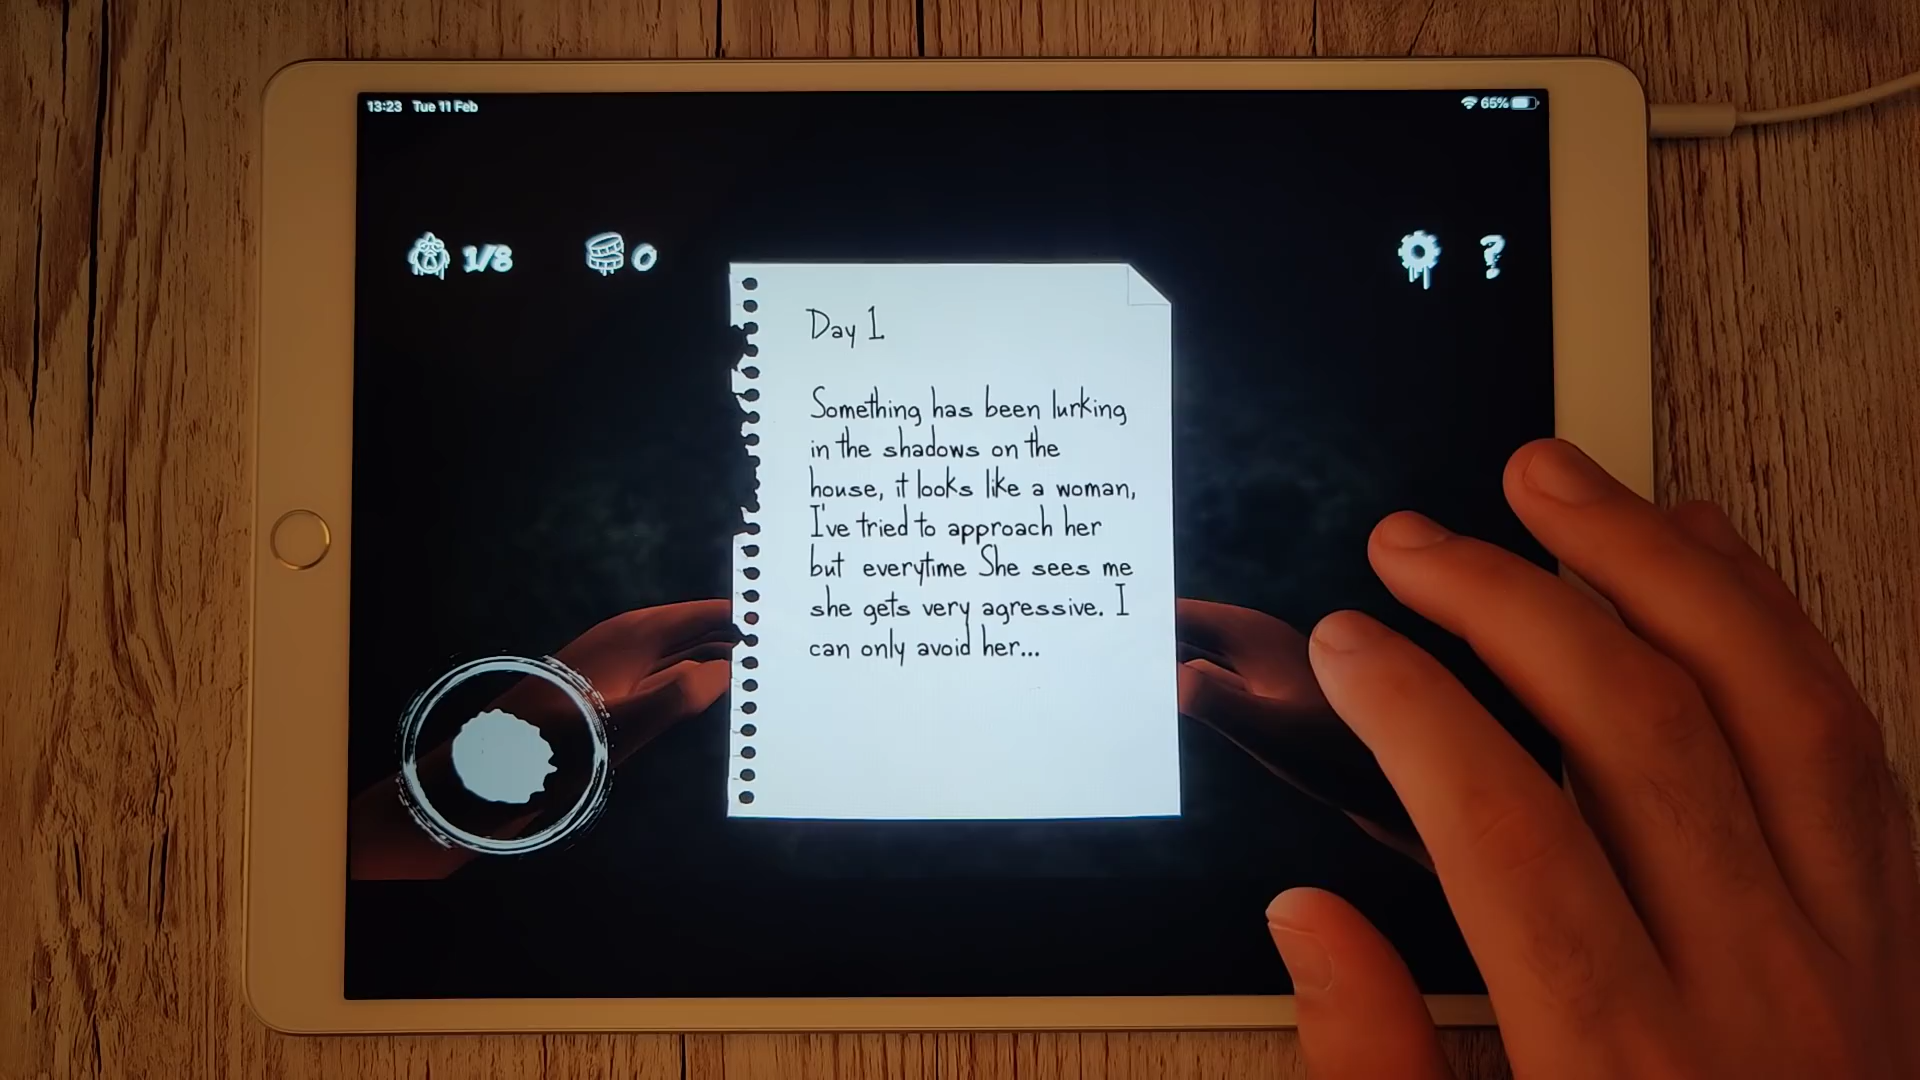 13:23 Tue 11 Feb
65%
1/8
0
?
Day 1
Something has been lurking
in the shadows on the
house, it looks like a woman,
I've tried to approach her
but everytime She sees me
she gets very agressive. I
can only avoid her...